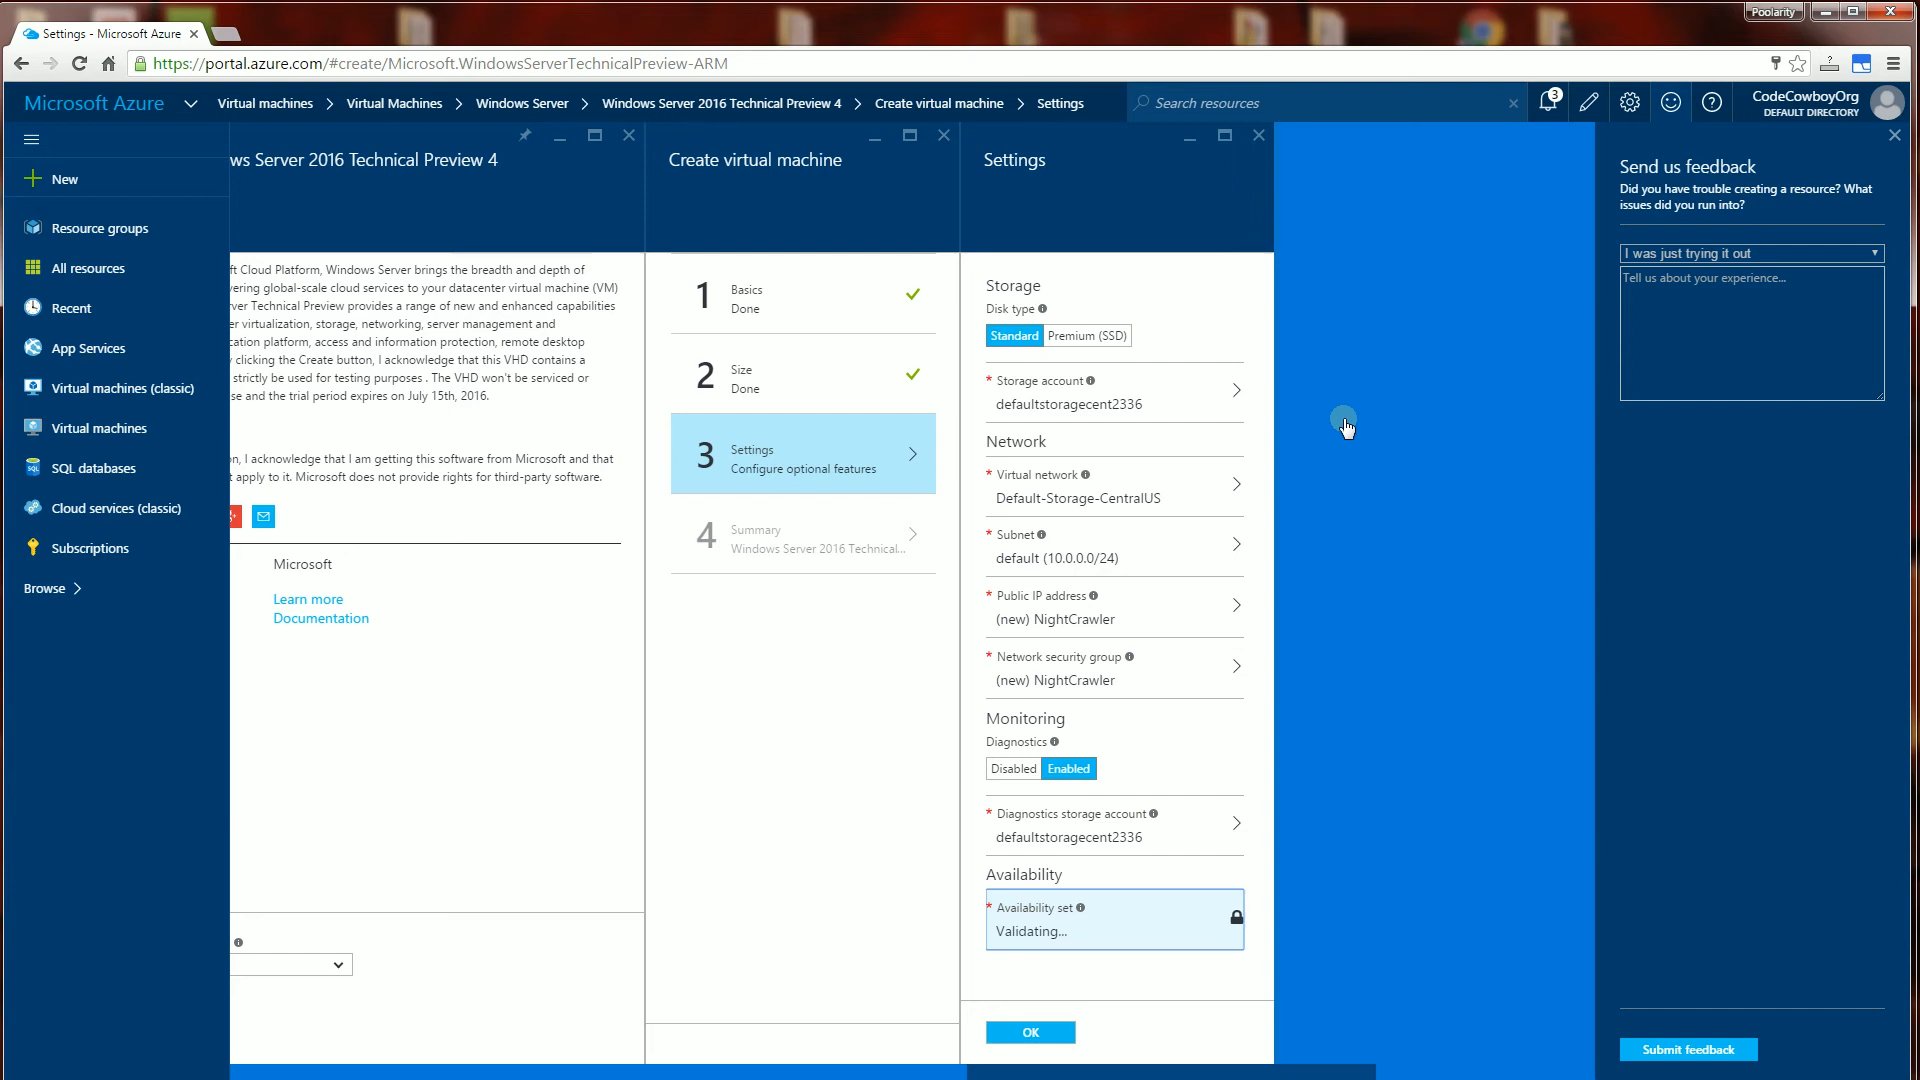 Poolarity
Settings - Microsoft Azure
https://portal.azure.com/#create/Microsoft.WindowsServerTechnicalPreview-ARM
Microsoft Azure
Virtual machines
Virtual Machines
Windows Server
Windows Server 2016 Technical Preview 4
Create virtual machine
Settings
Search resources
3
CodeCowboyOrg
DEFAULT DIRECTORY
New
Resource groups
All resources
Recent
App Services
Virtual machines (classic)
Virtual machines
SQL databases
Cloud services (classic)
Subscriptions
Browse
ws Server 2016 Technical Preview 4
ft Cloud Platform, Windows Server brings the breadth and depth of
vering global-scale cloud services to your datacenter virtual machine (VM)
ver Technical Preview provides a range of new and enhanced capabilities
er virtualization, storage, networking, server management and
cation platform, access and information protection, remote desktop
y clicking the Create button, I acknowledge that this VHD contains a
strictly be used for testing purposes . The VHD won't be serviced or
se and the trial period expires on July 15th, 2016.
n, I acknowledge that I am getting this software from Microsoft and that
t apply to it. Microsoft does not provide rights for third-party software.
Microsoft
Learn more
Documentation
Create virtual machine
1
Basics
Done
2
Size
Done
3
Settings
Configure optional features
4
Summary
Windows Server 2016 Technical...
Settings
Storage
Disk type
Standard
Premium (SSD)
* Storage account
defaultstoragecent2336
Network
* Virtual network
Default-Storage-CentralUS
* Subnet
default (10.0.0.0/24)
* Public IP address
(new) NightCrawler
* Network security group
(new) NightCrawler
Monitoring
Diagnostics
Disabled
Enabled
* Diagnostics storage account
defaultstoragecent2336
Availability
* Availability set
Validating...
OK
Send us feedback
Did you have trouble creating a resource? What
issues did you run into?
I was just trying it out
Tell us about your experience...
Submit feedback